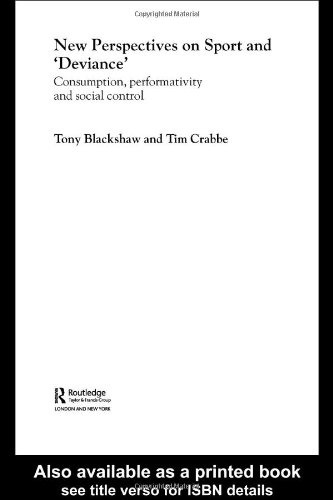 Copyrighted Material
New Perspectives on Sport and
‘Deviance’
Consumption, performativity
and social control
Tony Blackshaw and Tim Crabbe
R
Routledge
Taylor & Francis Group
LONDON AND NEW YORK
Copyrighted Material
Also available as a printed book
see title verso for ISBN details